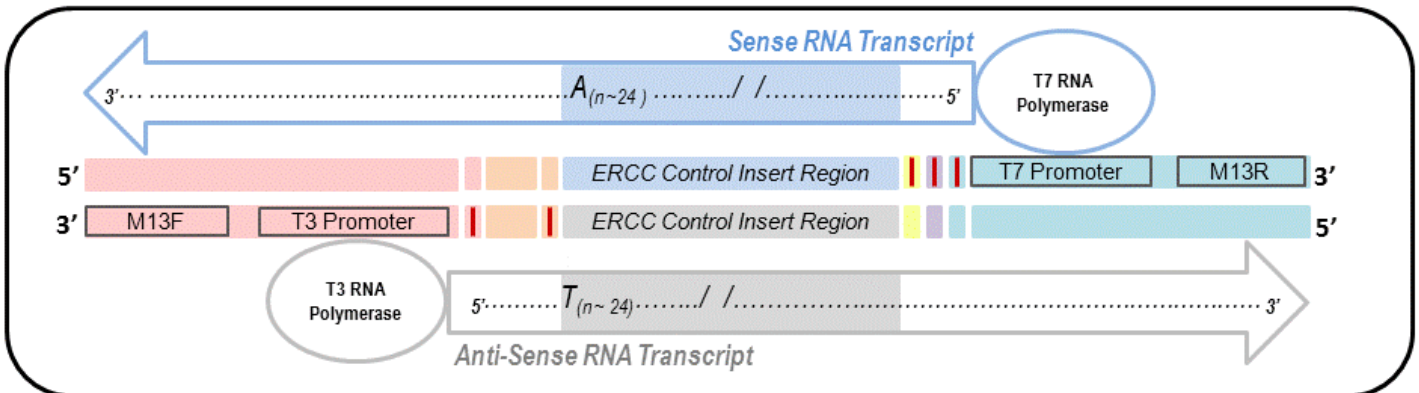 Sense RNA Transcript
3'... A(n~24 ) ........../ /.................... 5'
T7 RNA
Polymerase
5' ERCC Control Insert Region T7 Promoter M13R 3'
3' M13F T3 Promoter ERCC Control Insert Region 5'
T3 RNA
Polymerase
5'..........T(n~ 24)......../ /.................... 3'
Anti-Sense RNA Transcript